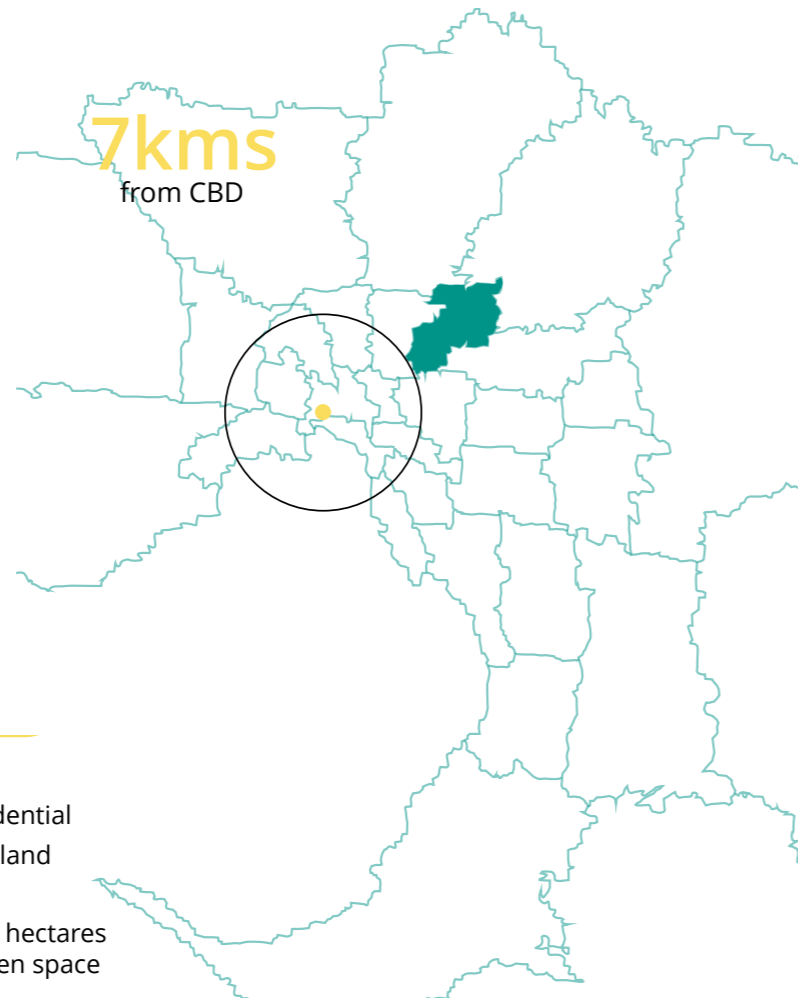 7kms
from CBD
dential
land
hectares
en space